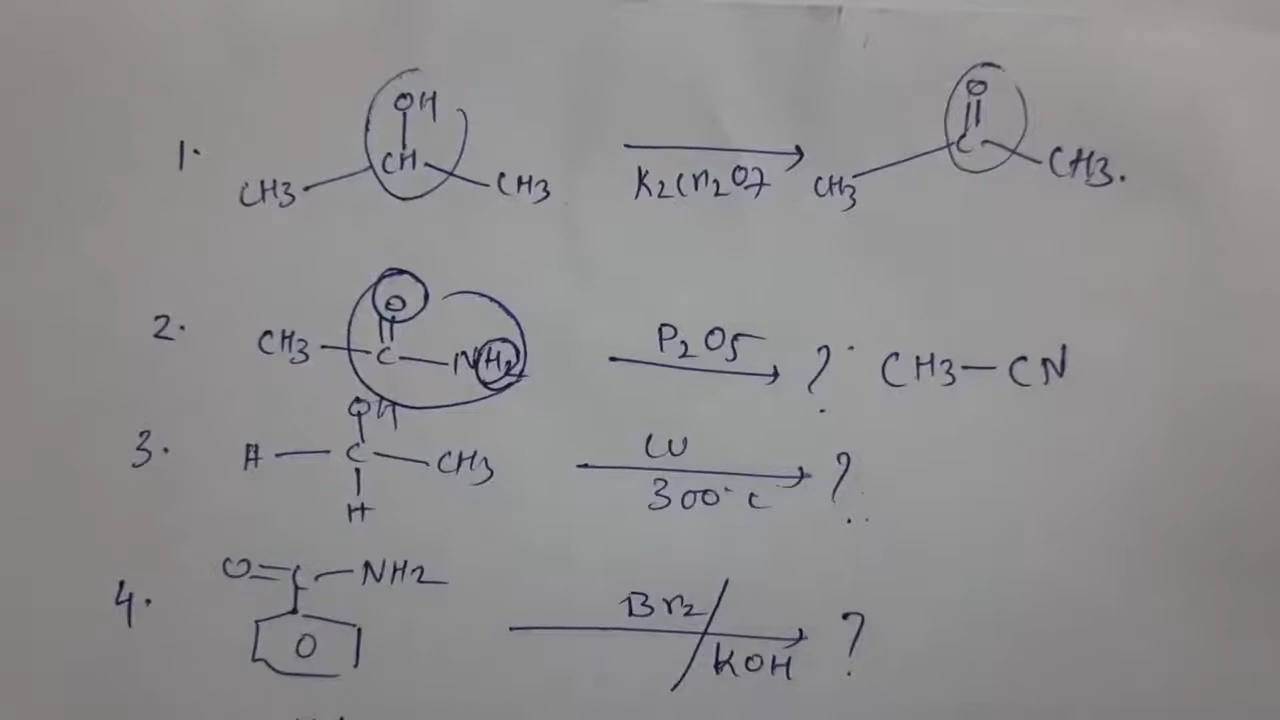 1.
OH
CH3 CH CH3
K2Cr2O7
O
CH3 C CH3.
2.
O
CH3 — C — NH2
P2O5
? CH3 — CN
3.
OH
H — C — CH3
H
CU
300°C
?
4.
O = C — NH2
O
Br2/KOH
?